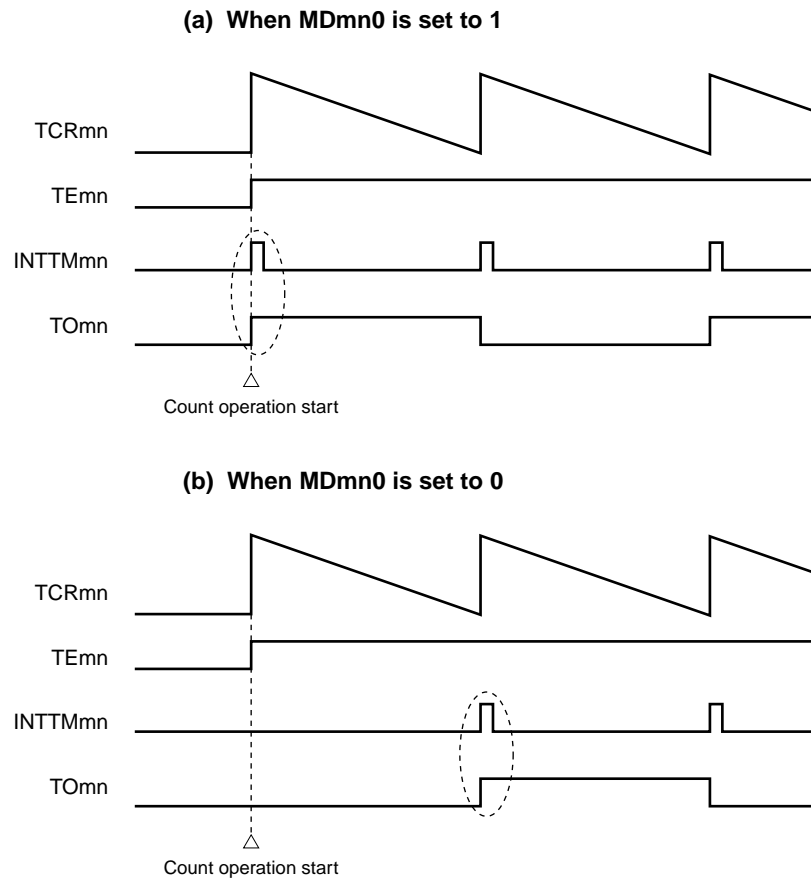 (a) When MDmn0 is set to 1
TCRmn
TEmn
INTTMmn
TOmn
Count operation start
(b) When MDmn0 is set to 0
TCRmn
TEmn
INTTMmn
TOmn
Count operation start